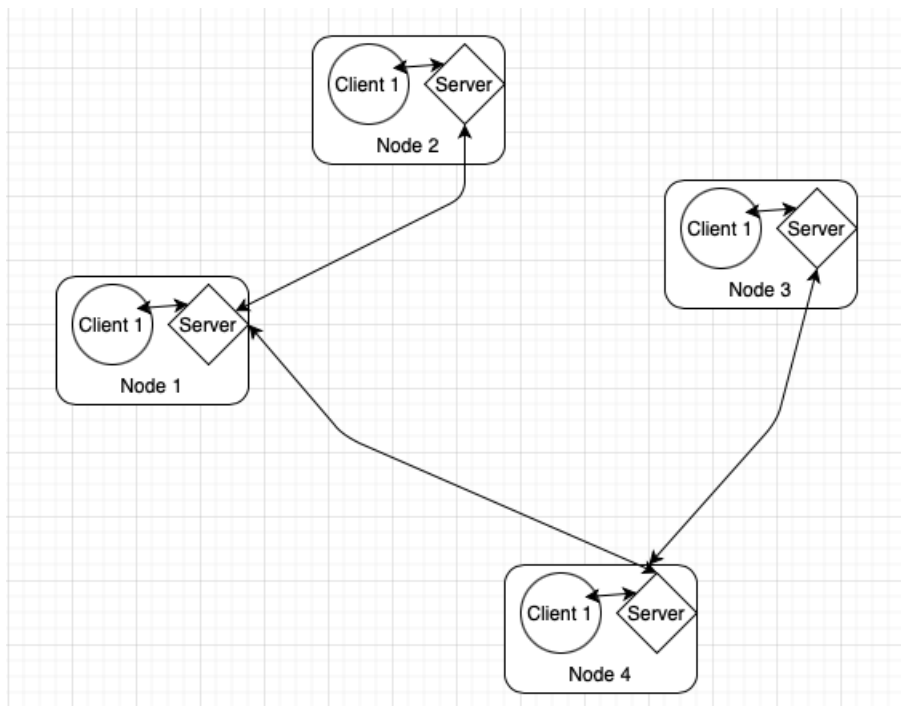 Client 1
Server
Node 2
Client 1
Server
Node 3
Client 1
Server
Node 1
Client 1
Server
Node 4